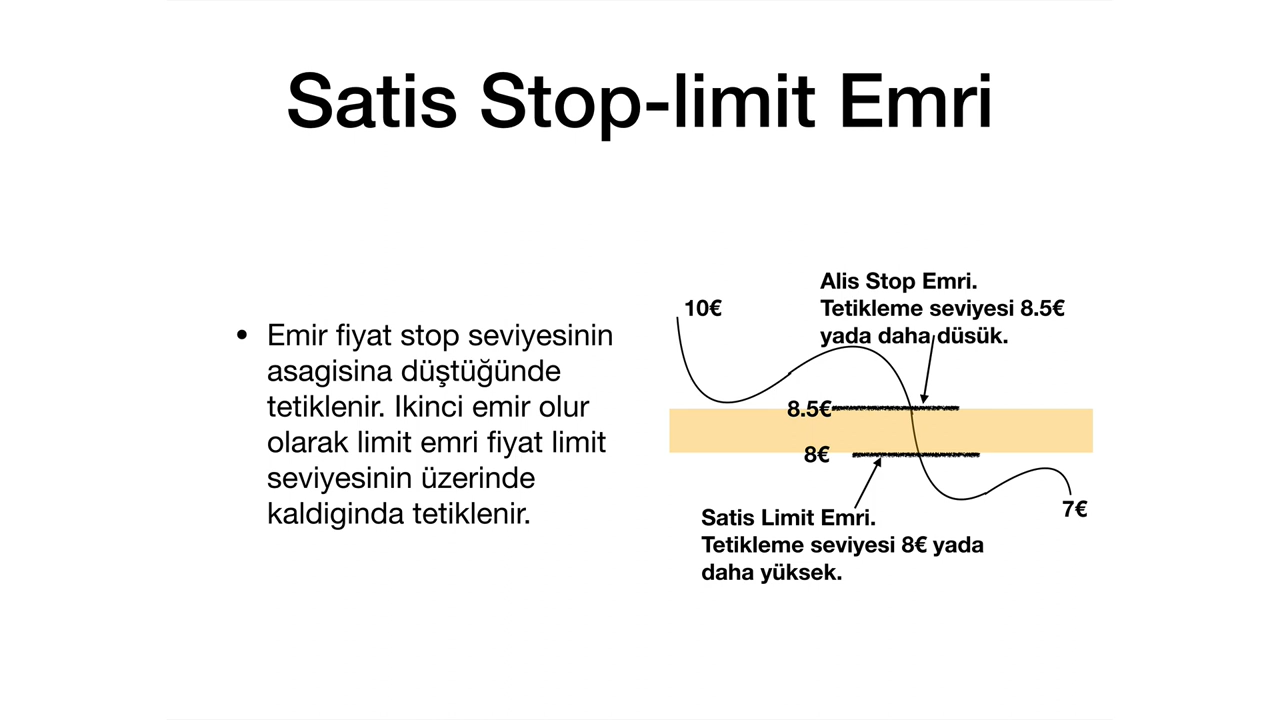 Satis Stop-limit Emri
• Emir fiyat stop seviyesinin
asagisina düştüğünde
tetiklenir. Ikinci emir olur
olarak limit emri fiyat limit
seviyesinin üzerinde
kaldiginda tetiklenir.
Alis Stop Emri.
Tetikleme seviyesi 8.5€
yada daha düsük.
10€
8.5€
8€
7€
Satis Limit Emri.
Tetikleme seviyesi 8€ yada
daha yüksek.